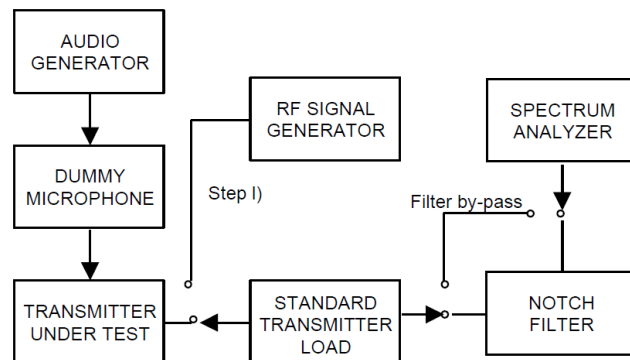 AUDIO
GENERATOR
RF SIGNAL
GENERATOR
SPECTRUM
ANALYZER
DUMMY
MICROPHONE
Step I)
Filter by-pass
TRANSMITTER
UNDER TEST
STANDARD
TRANSMITTER
LOAD
NOTCH
FILTER